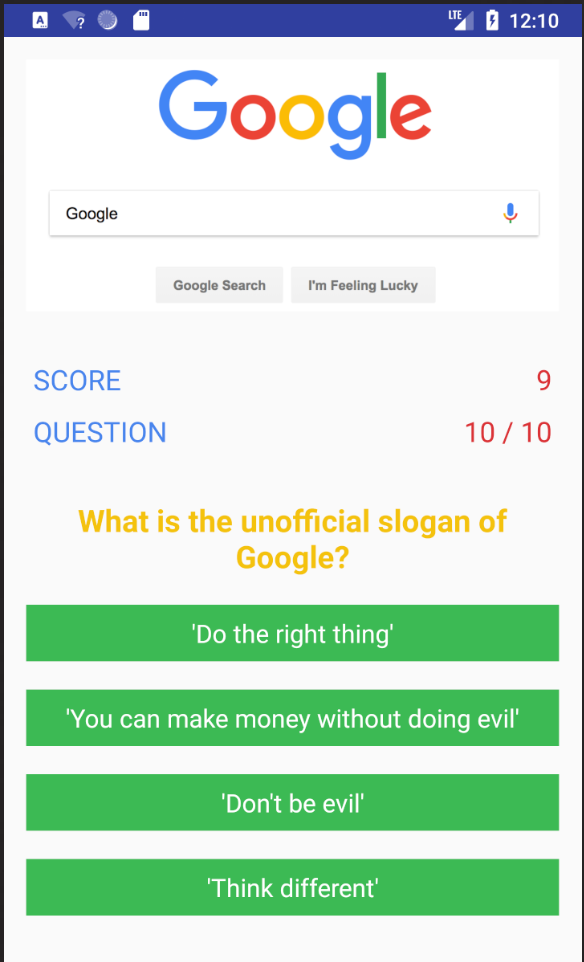 LTE 12:10
Google
Google
Google Search I'm Feeling Lucky
SCORE 9
QUESTION 10 / 10
What is the unofficial slogan of
Google?
'Do the right thing'
'You can make money without doing evil'
'Don't be evil'
'Think different'